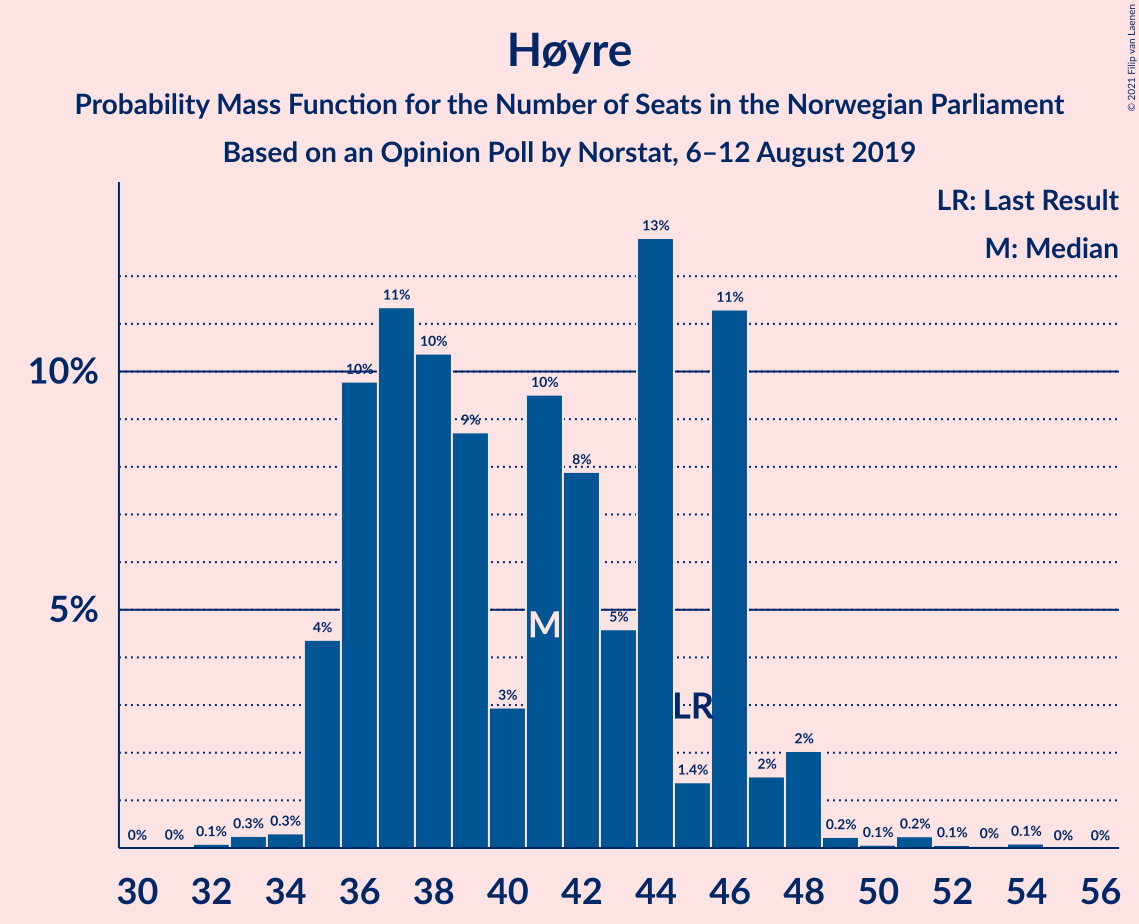 © 2021 Filip van Laenen
Høyre
Probability Mass Function for the Number of Seats in the Norwegian Parliament
Based on an Opinion Poll by Norstat, 6–12 August 2019
LR: Last Result
M: Median
10%
5%
0% 0% 0.1% 0.3% 0.3% 4% 10% 11% 10% 9% 3% 10% 8% 5% 13% 1.4% 11% 2% 2% 0.2% 0.1% 0.2% 0.1% 0% 0.1% 0% 0%
M
LR
30 32 34 36 38 40 42 44 46 48 50 52 54 56